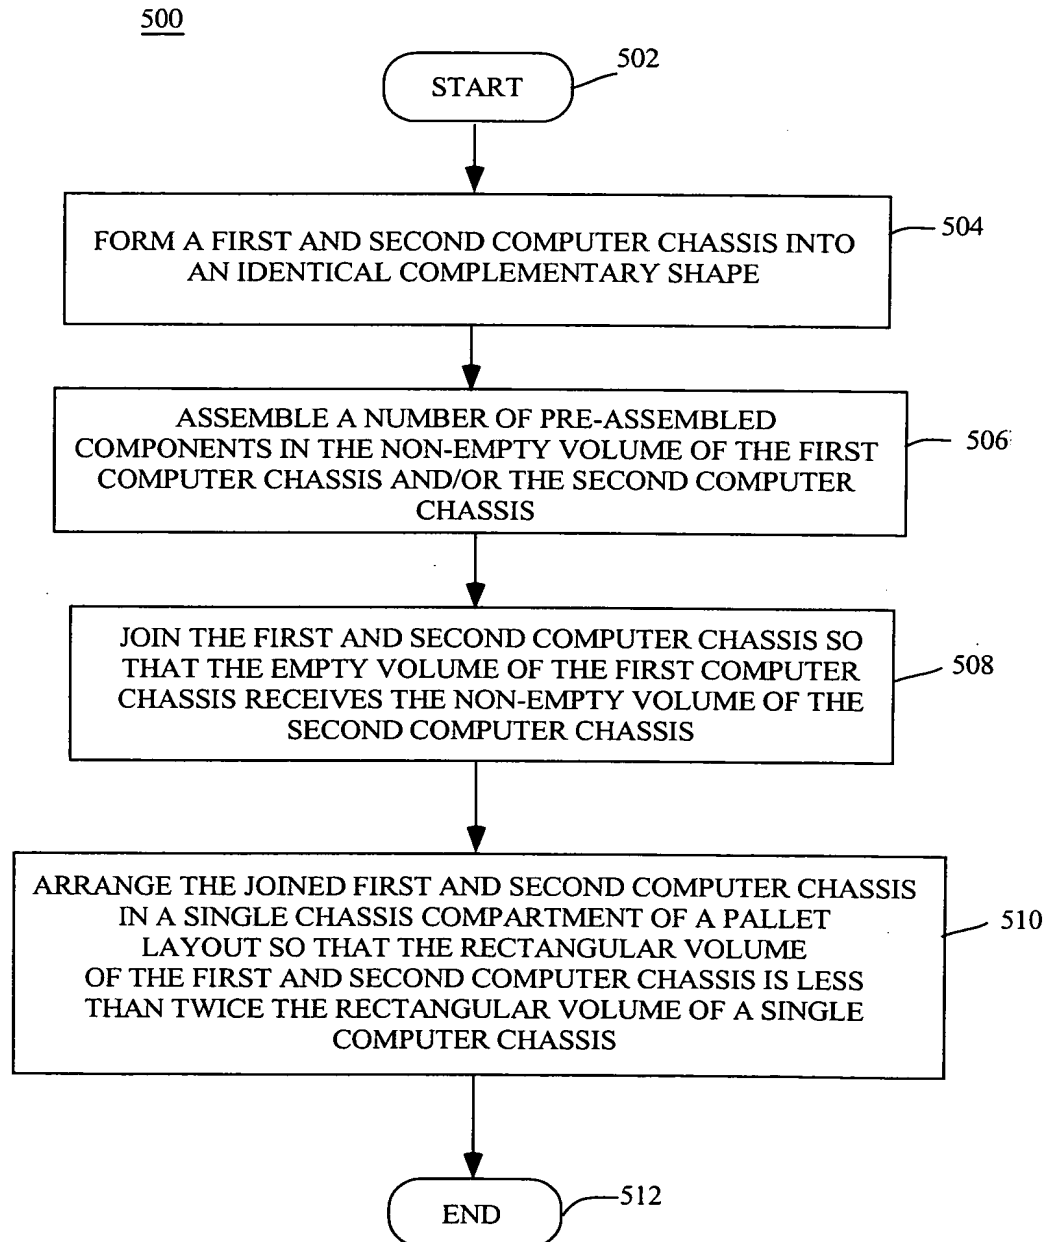 500
START
502
FORM A FIRST AND SECOND COMPUTER CHASSIS INTO
AN IDENTICAL COMPLEMENTARY SHAPE
504
ASSEMBLE A NUMBER OF PRE-ASSEMBLED
COMPONENTS IN THE NON-EMPTY VOLUME OF THE FIRST
COMPUTER CHASSIS AND/OR THE SECOND COMPUTER
CHASSIS
506
JOIN THE FIRST AND SECOND COMPUTER CHASSIS SO
THAT THE EMPTY VOLUME OF THE FIRST COMPUTER
CHASSIS RECEIVES THE NON-EMPTY VOLUME OF THE
SECOND COMPUTER CHASSIS
508
ARRANGE THE JOINED FIRST AND SECOND COMPUTER CHASSIS
IN A SINGLE CHASSIS COMPARTMENT OF A PALLET
LAYOUT SO THAT THE RECTANGULAR VOLUME
OF THE FIRST AND SECOND COMPUTER CHASSIS IS LESS
THAN TWICE THE RECTANGULAR VOLUME OF A SINGLE
COMPUTER CHASSIS
510
END
512